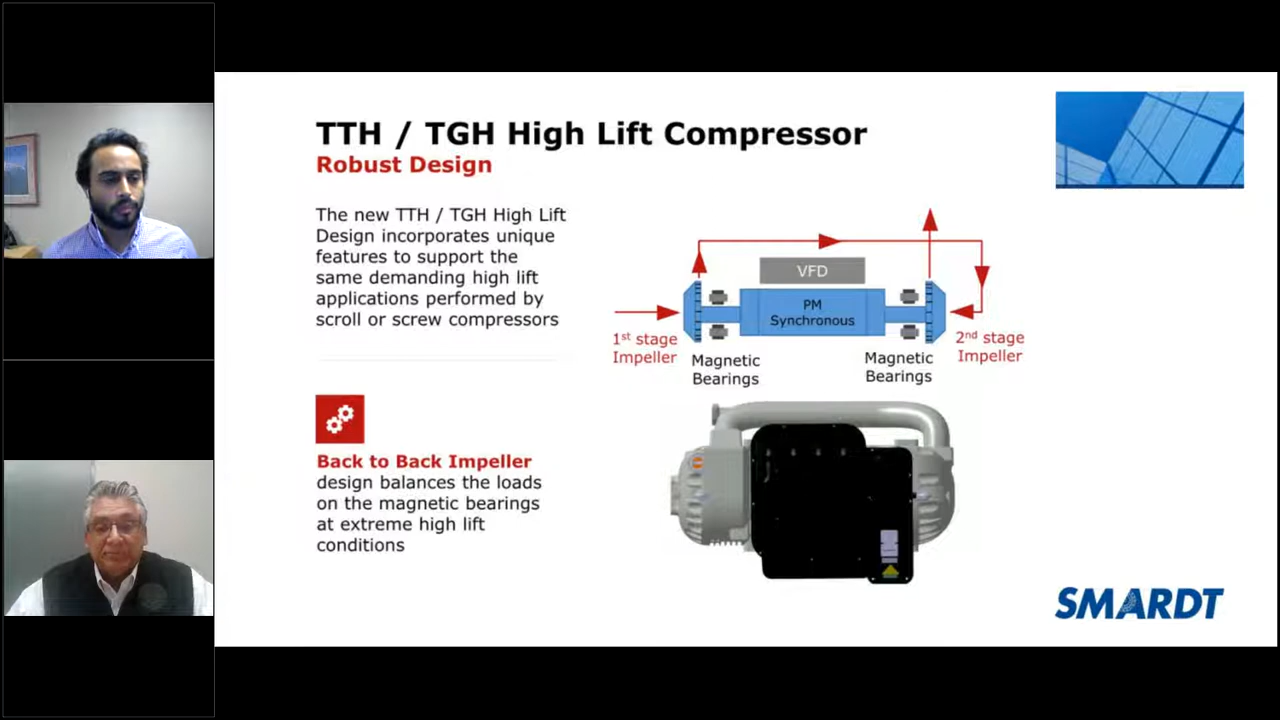 TTH / TGH High Lift Compressor
Robust Design
The new TTH / TGH High Lift
Design incorporates unique
features to support the
same demanding high lift
applications performed by
scroll or screw compressors
Back to Back Impeller
design balances the loads
on the magnetic bearings
at extreme high lift
conditions
VFD
PM
Synchronous
1st stage
Impeller
Magnetic
Bearings
Magnetic
Bearings
2nd stage
Impeller
SMARDT